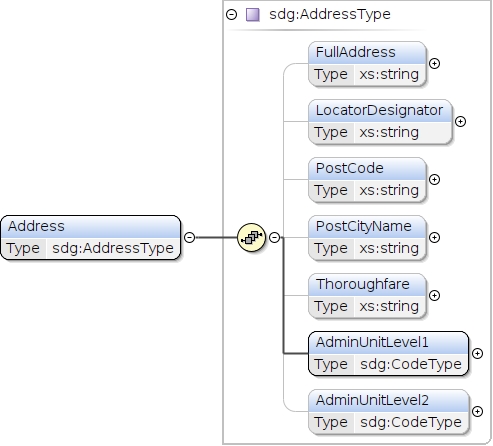 sdg:AddressType
FullAddress
Type xs:string
LocatorDesignator
Type xs:string
PostCode
Type xs:string
Address
Type sdg:AddressType
PostCityName
Type xs:string
Thoroughfare
Type xs:string
AdminUnitLevel1
Type sdg:CodeType
AdminUnitLevel2
Type sdg:CodeType